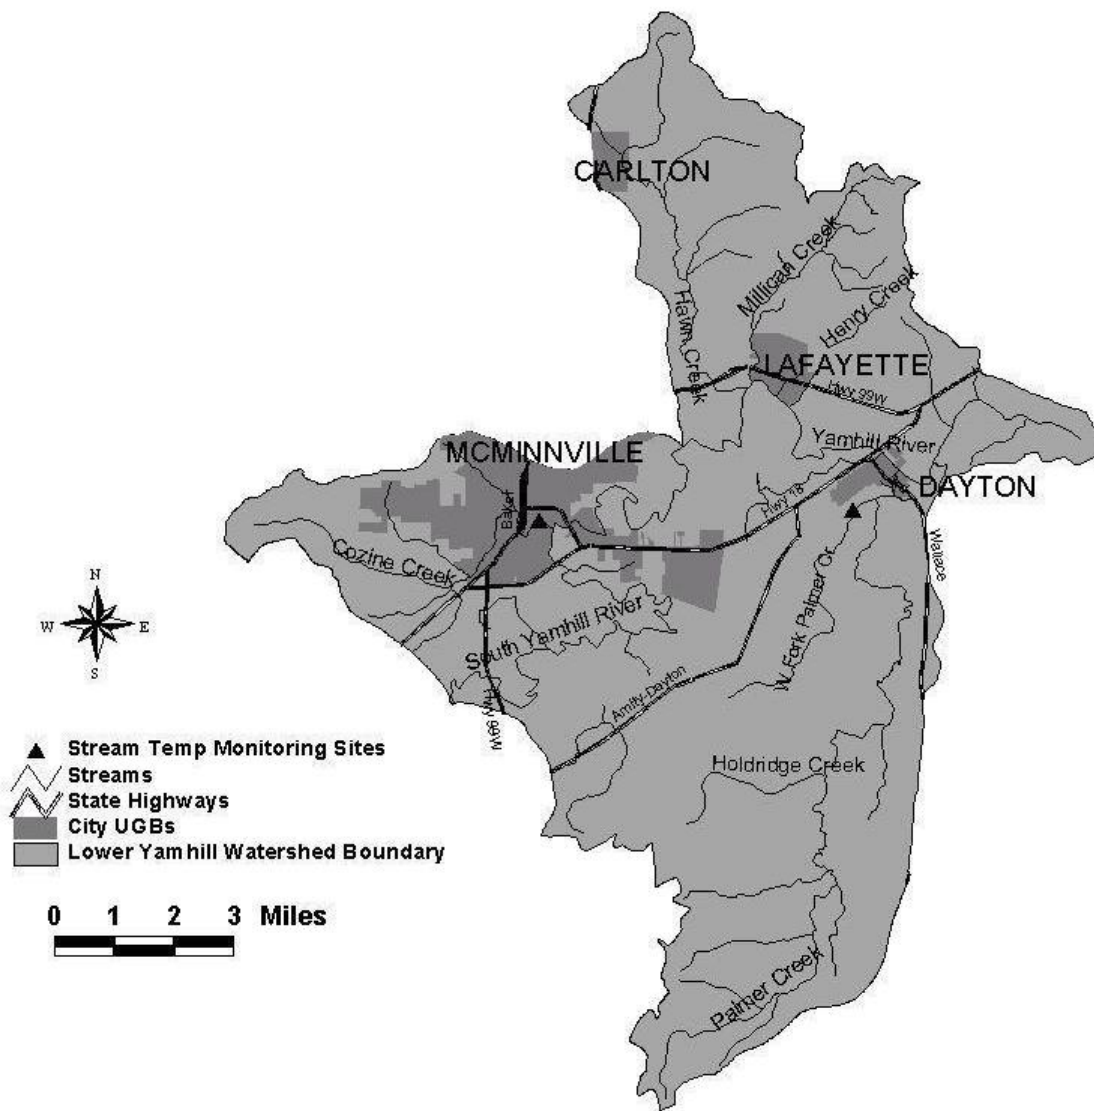 CARLTON
Millican Creek
Henry Creek
Hawn Creek
LAFAYETTE
Hwy 99W
Yamhill River
MCMINNVILLE
DAYTON
Hwy 18
Baker
Wallace
Cozine Creek
N
W
E
S
South Yamhill River
W. Fork Palmer Cr.
Amity-Dayton
Hwy 99W
Stream Temp Monitoring Sites
Streams
State Highways
City UGBs
Lower Yamhill Watershed Boundary
Holdridge Creek
0 1 2 3 Miles
Palmer Creek